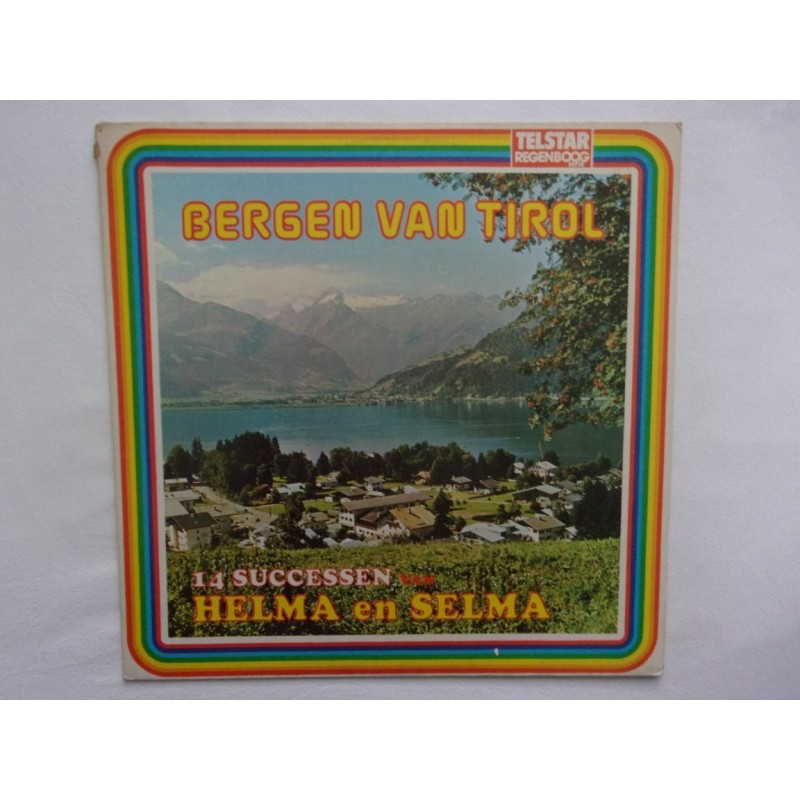 TELSTAR
REGENBOOG
BERGEN VAN TIROL
14 SUCCESSEN VAN
HELMA en SELMA